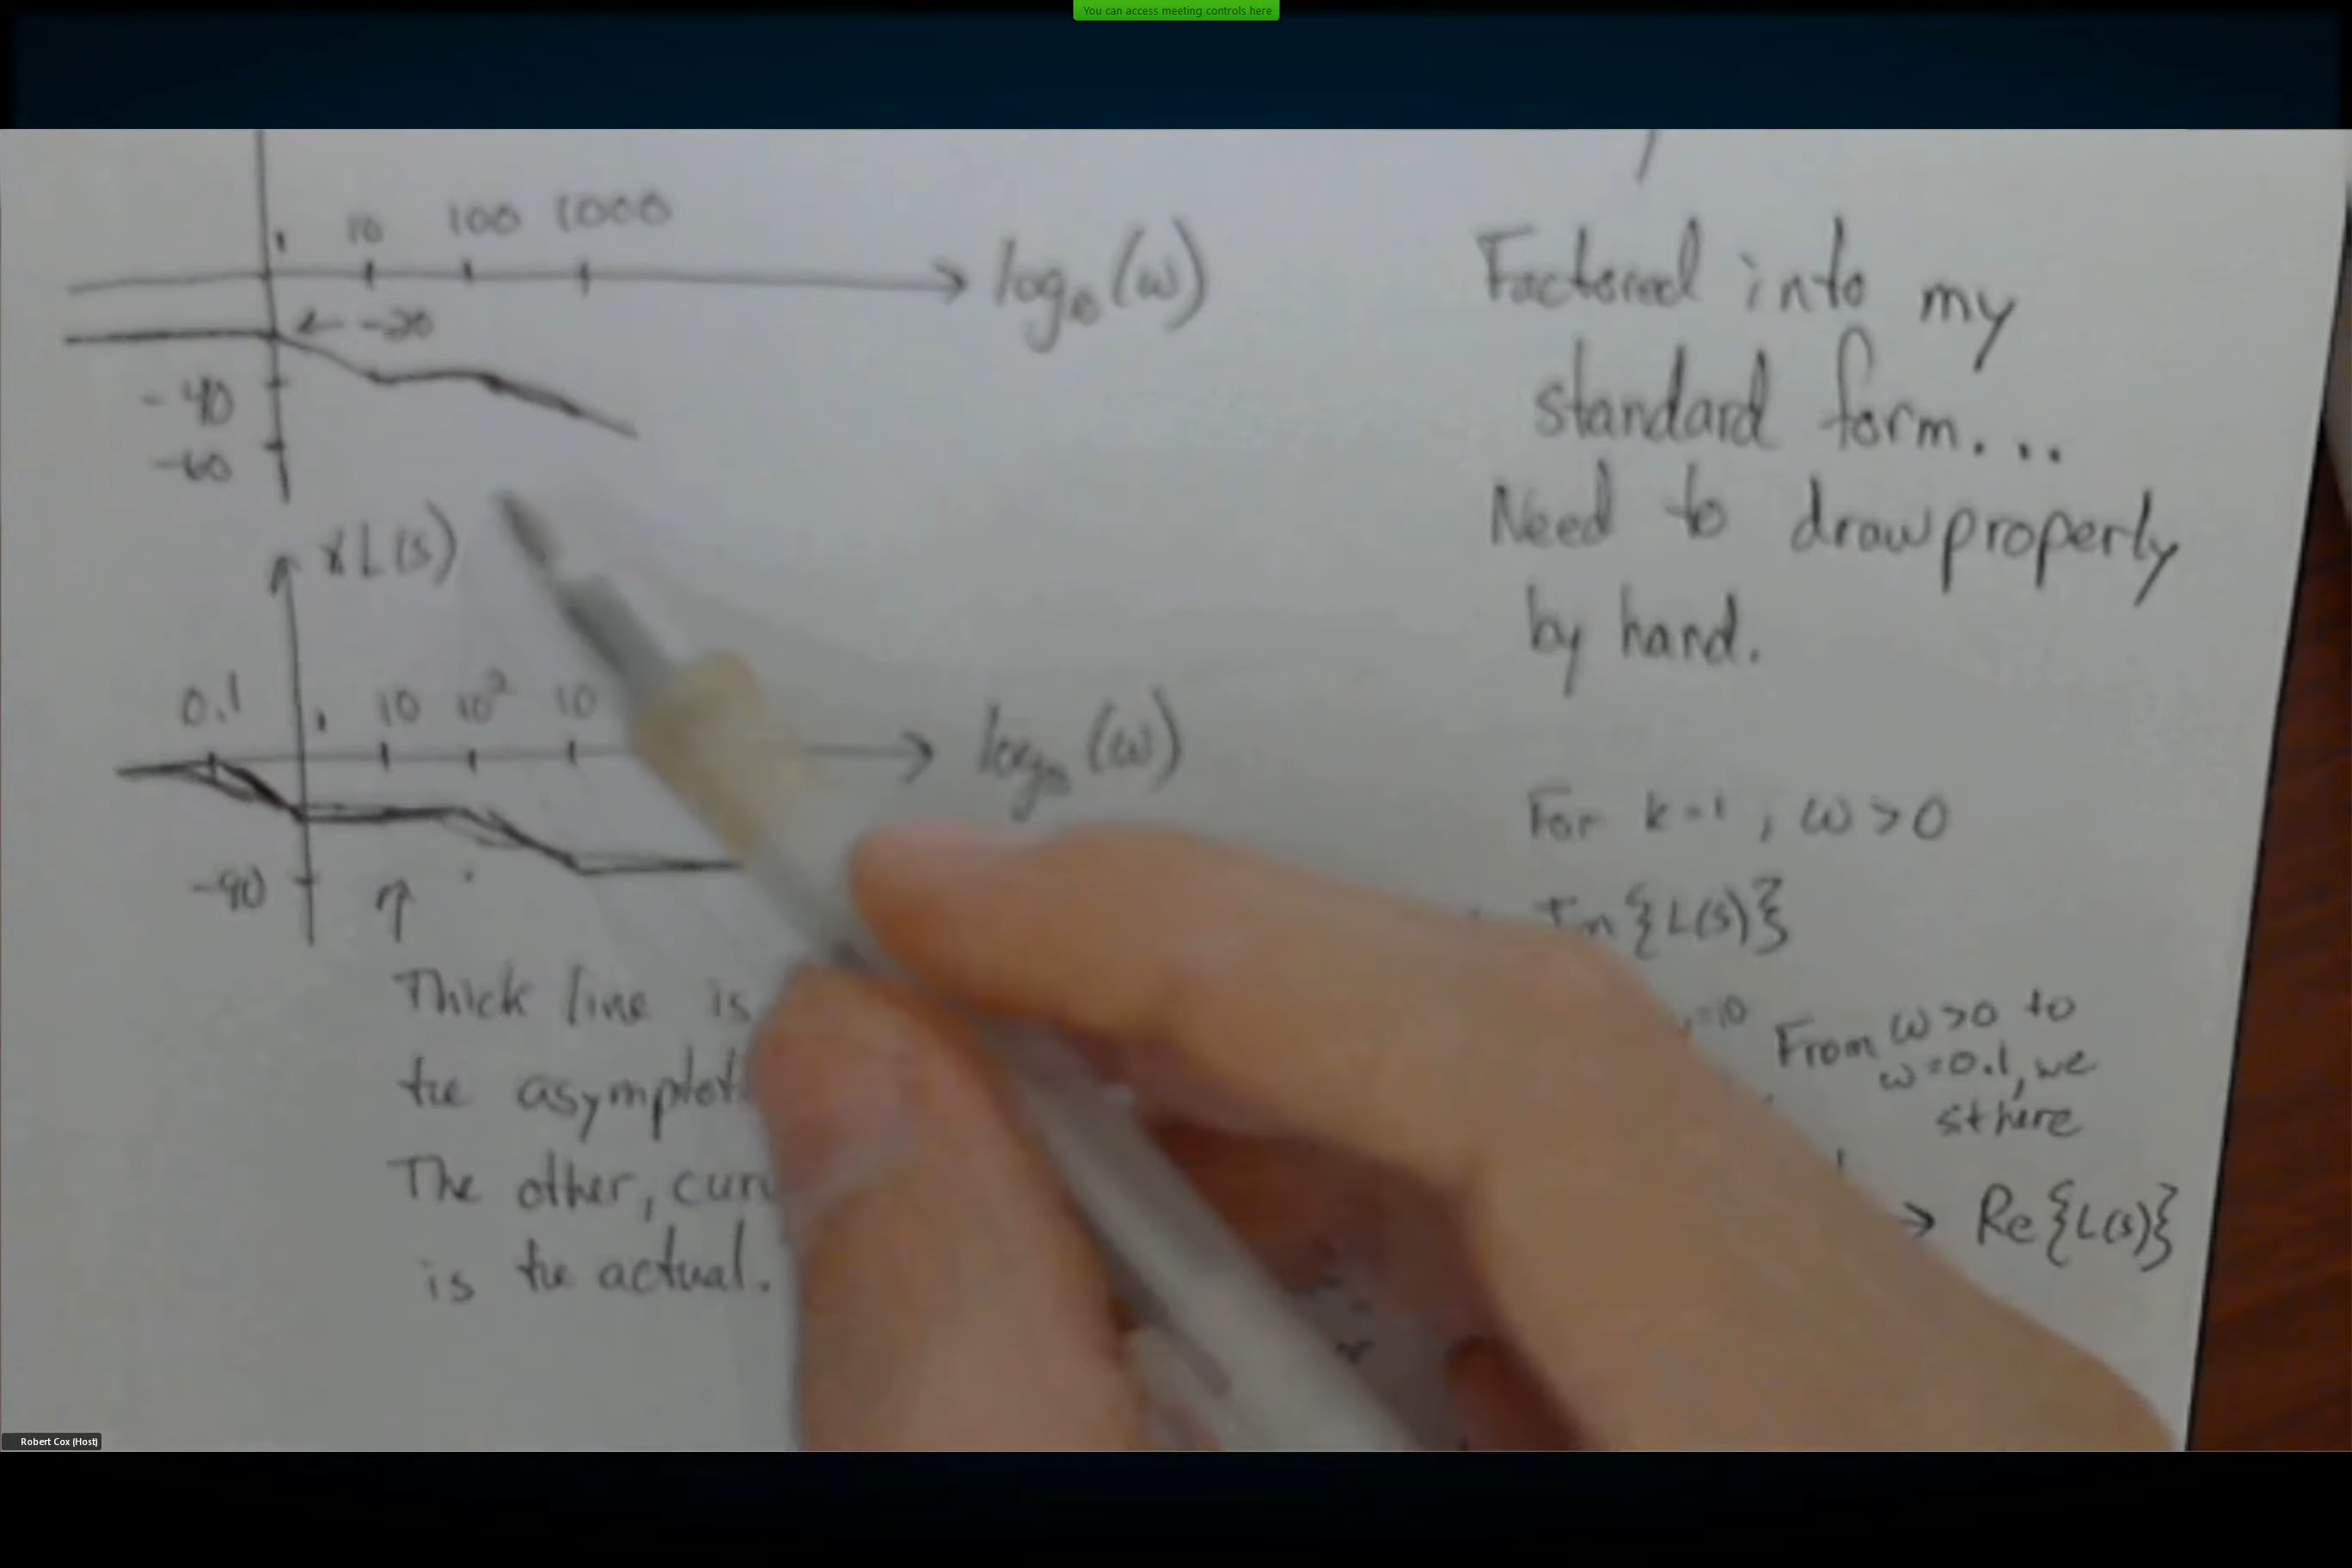 You can access meeting controls here
1 10 100 1000
log₁₀(ω)
← -20
-40
-60
∡L(s)
0.1 1 10 10² 10
log₁₀(ω)
-90
Thick line is
the
The other,
is the actual.
Factored into my
standard form...
Need to draw properly
by hand.
For k=1, ω>0
Im{L(s)}
=10
From ω>0 to
ω=0.1, we
st here
→ Re{L(s)}
Robert Cox (Host)